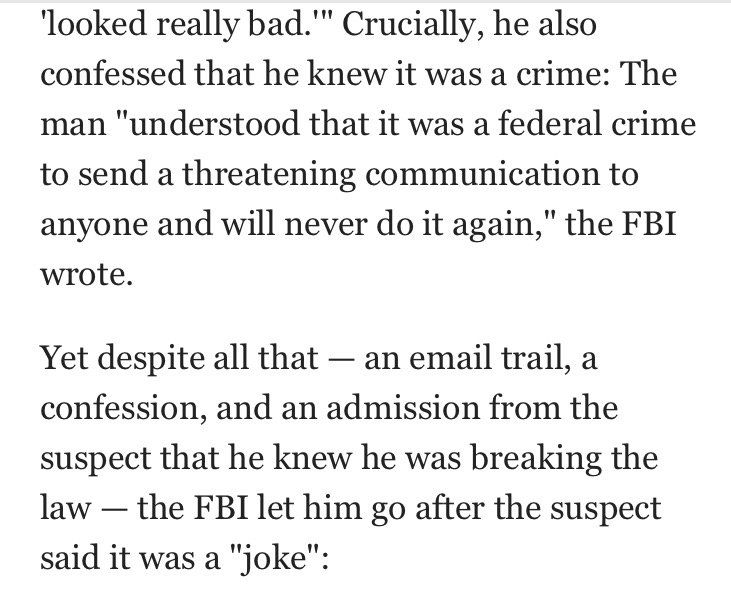 'looked really bad.'" Crucially, he also
confessed that he knew it was a crime: The
man "understood that it was a federal crime
to send a threatening communication to
anyone and will never do it again," the FBI
wrote.
Yet despite all that — an email trail, a
confession, and an admission from the
suspect that he knew he was breaking the
law — the FBI let him go after the suspect
said it was a "joke":